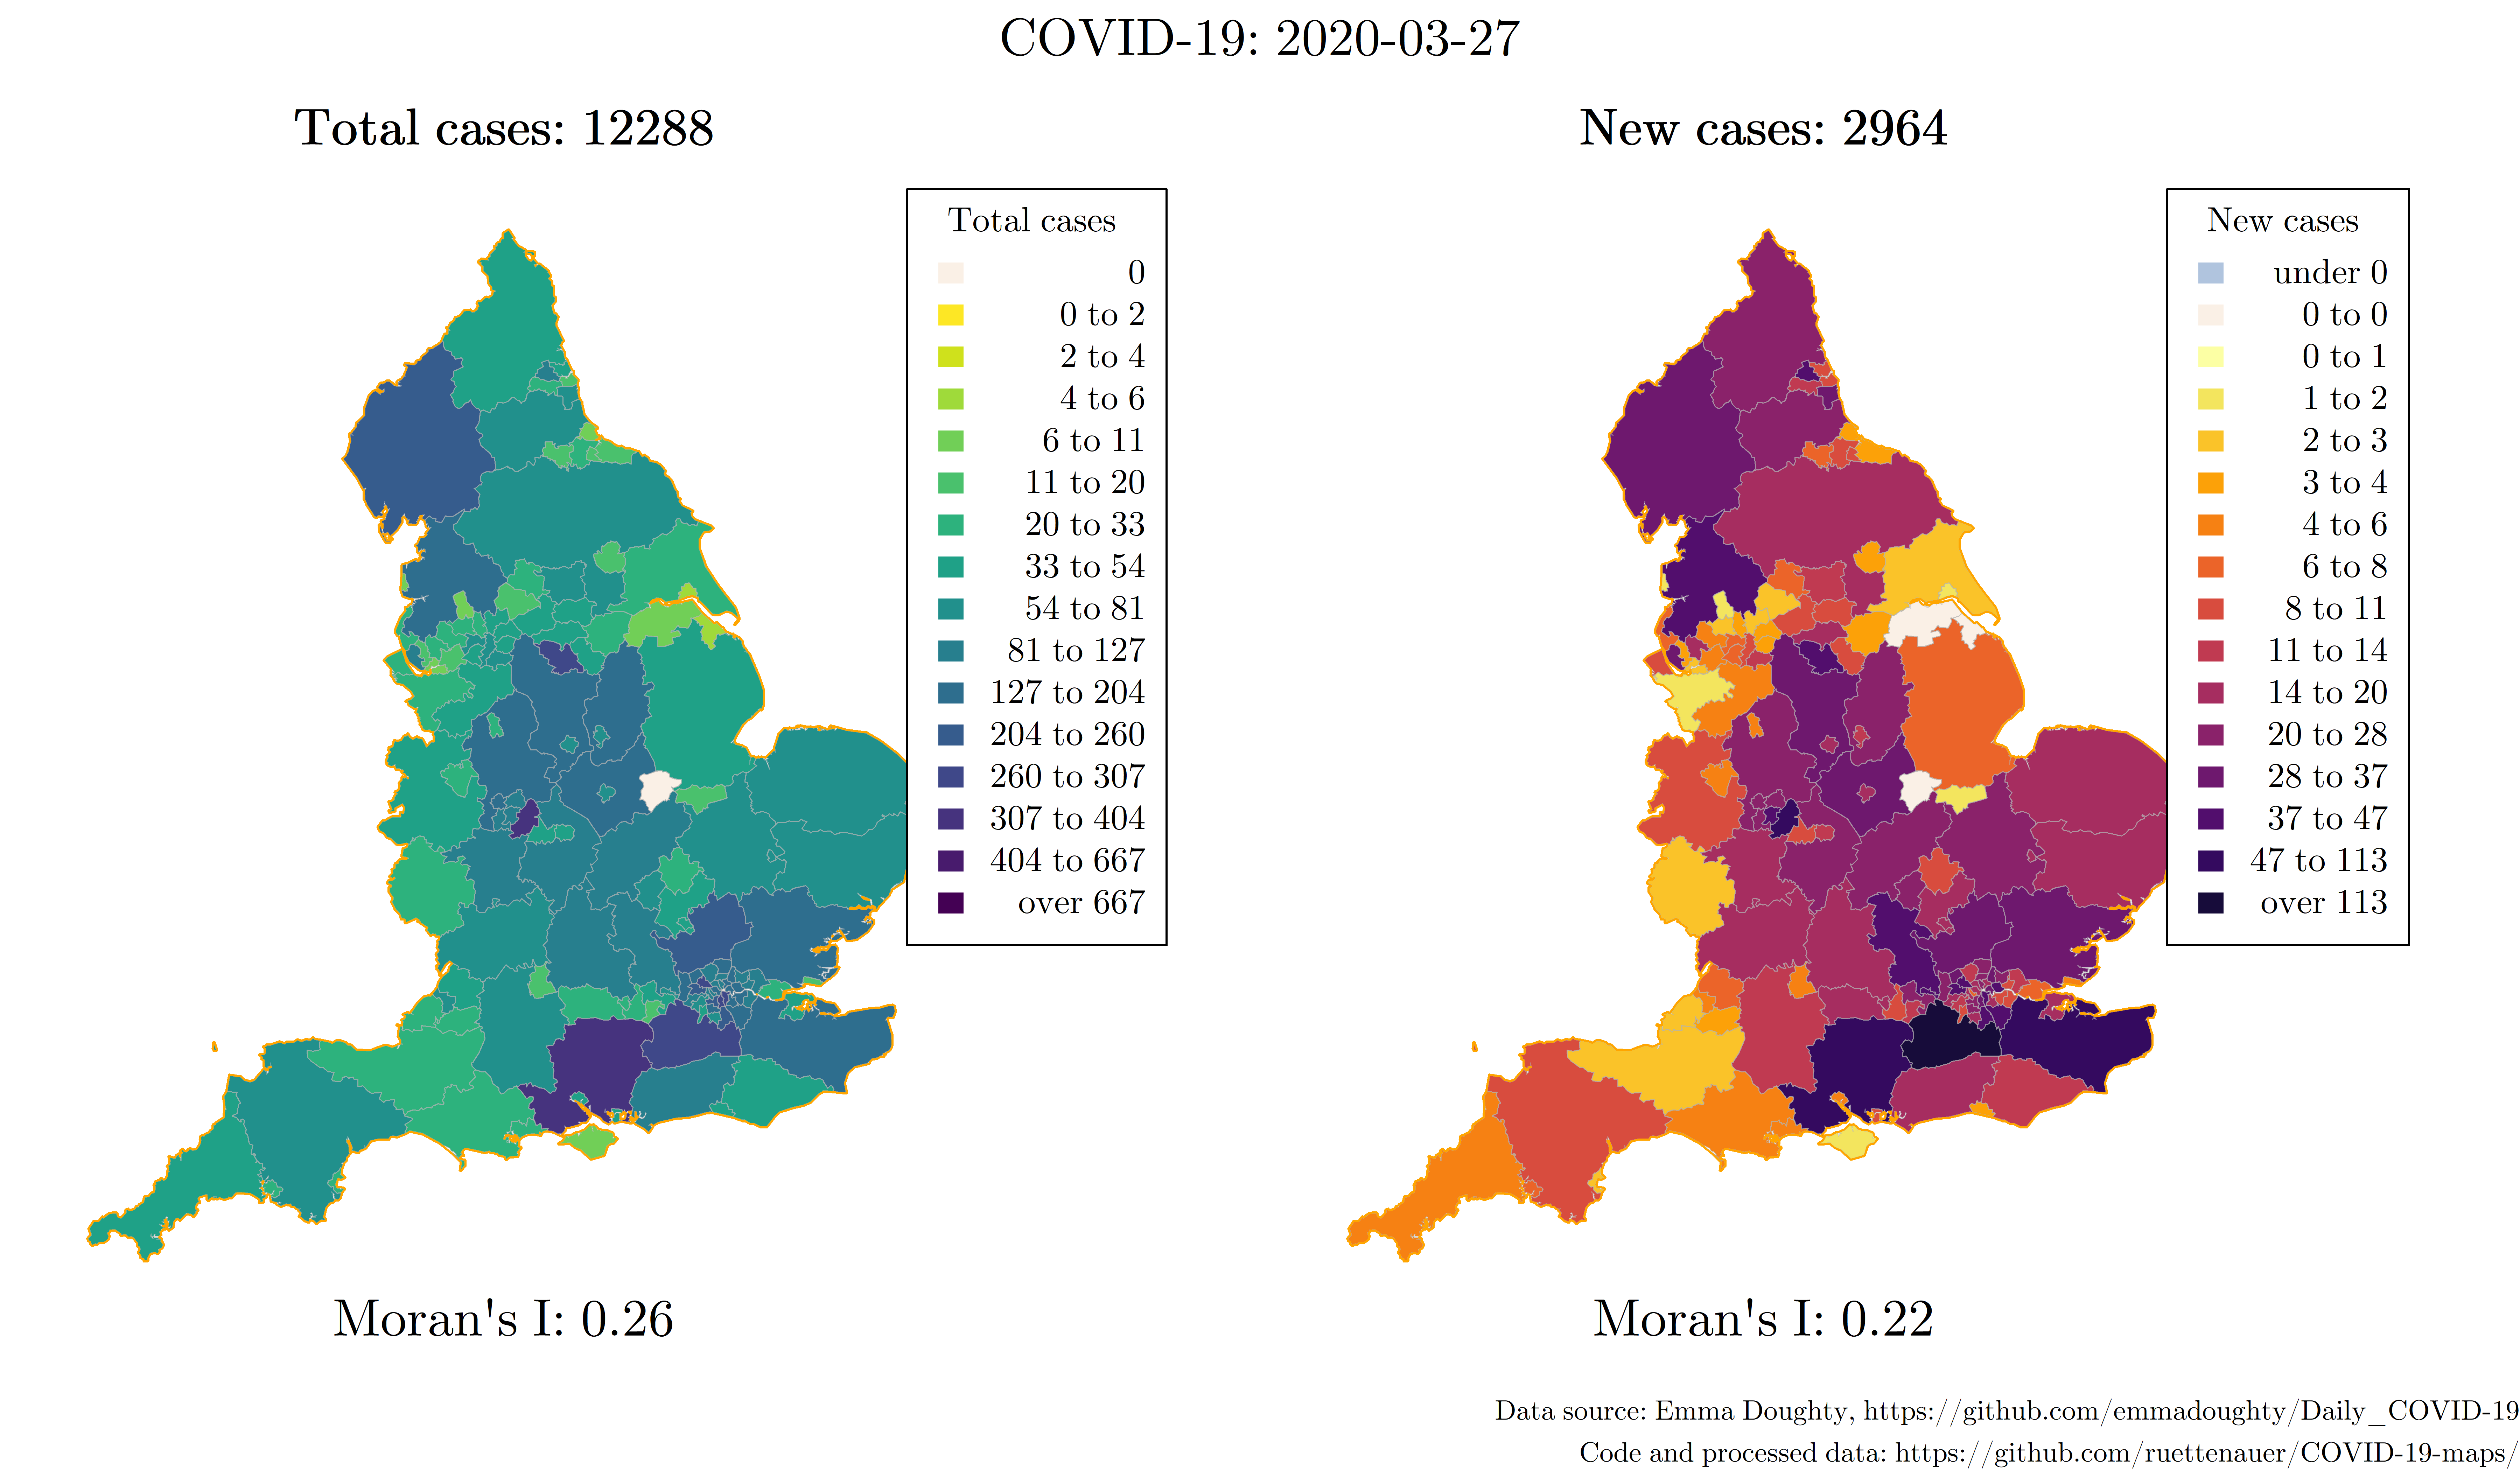 COVID-19: 2020-03-27
Total cases: 12288
Total cases
0
0 to 2
2 to 4
4 to 6
6 to 11
11 to 20
20 to 33
33 to 54
54 to 81
81 to 127
127 to 204
204 to 260
260 to 307
307 to 404
404 to 667
over 667
Moran's I: 0.26
New cases: 2964
New cases
under 0
0 to 0
0 to 1
1 to 2
2 to 3
3 to 4
4 to 6
6 to 8
8 to 11
11 to 14
14 to 20
20 to 28
28 to 37
37 to 47
47 to 113
over 113
Moran's I: 0.22
Data source: Emma Doughty, https://github.com/emmadoughty/Daily_COVID-19
Code and processed data: https://github.com/ruettenauer/COVID-19-maps/